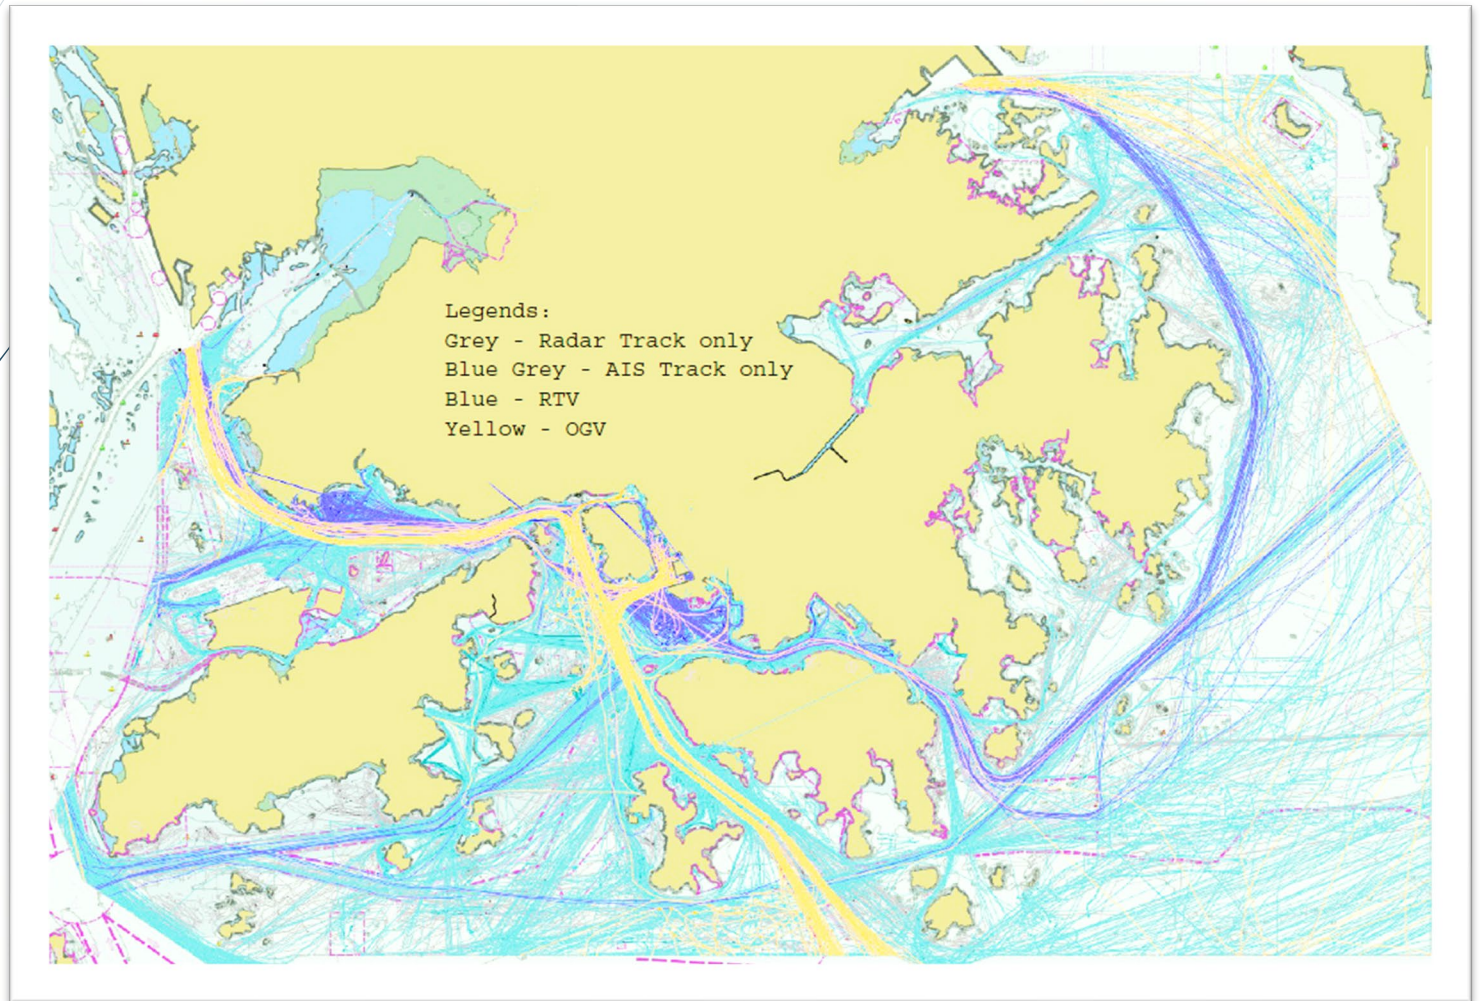 Legends:
Grey - Radar Track only
Blue Grey - AIS Track only
Blue - RTV
Yellow - OGV